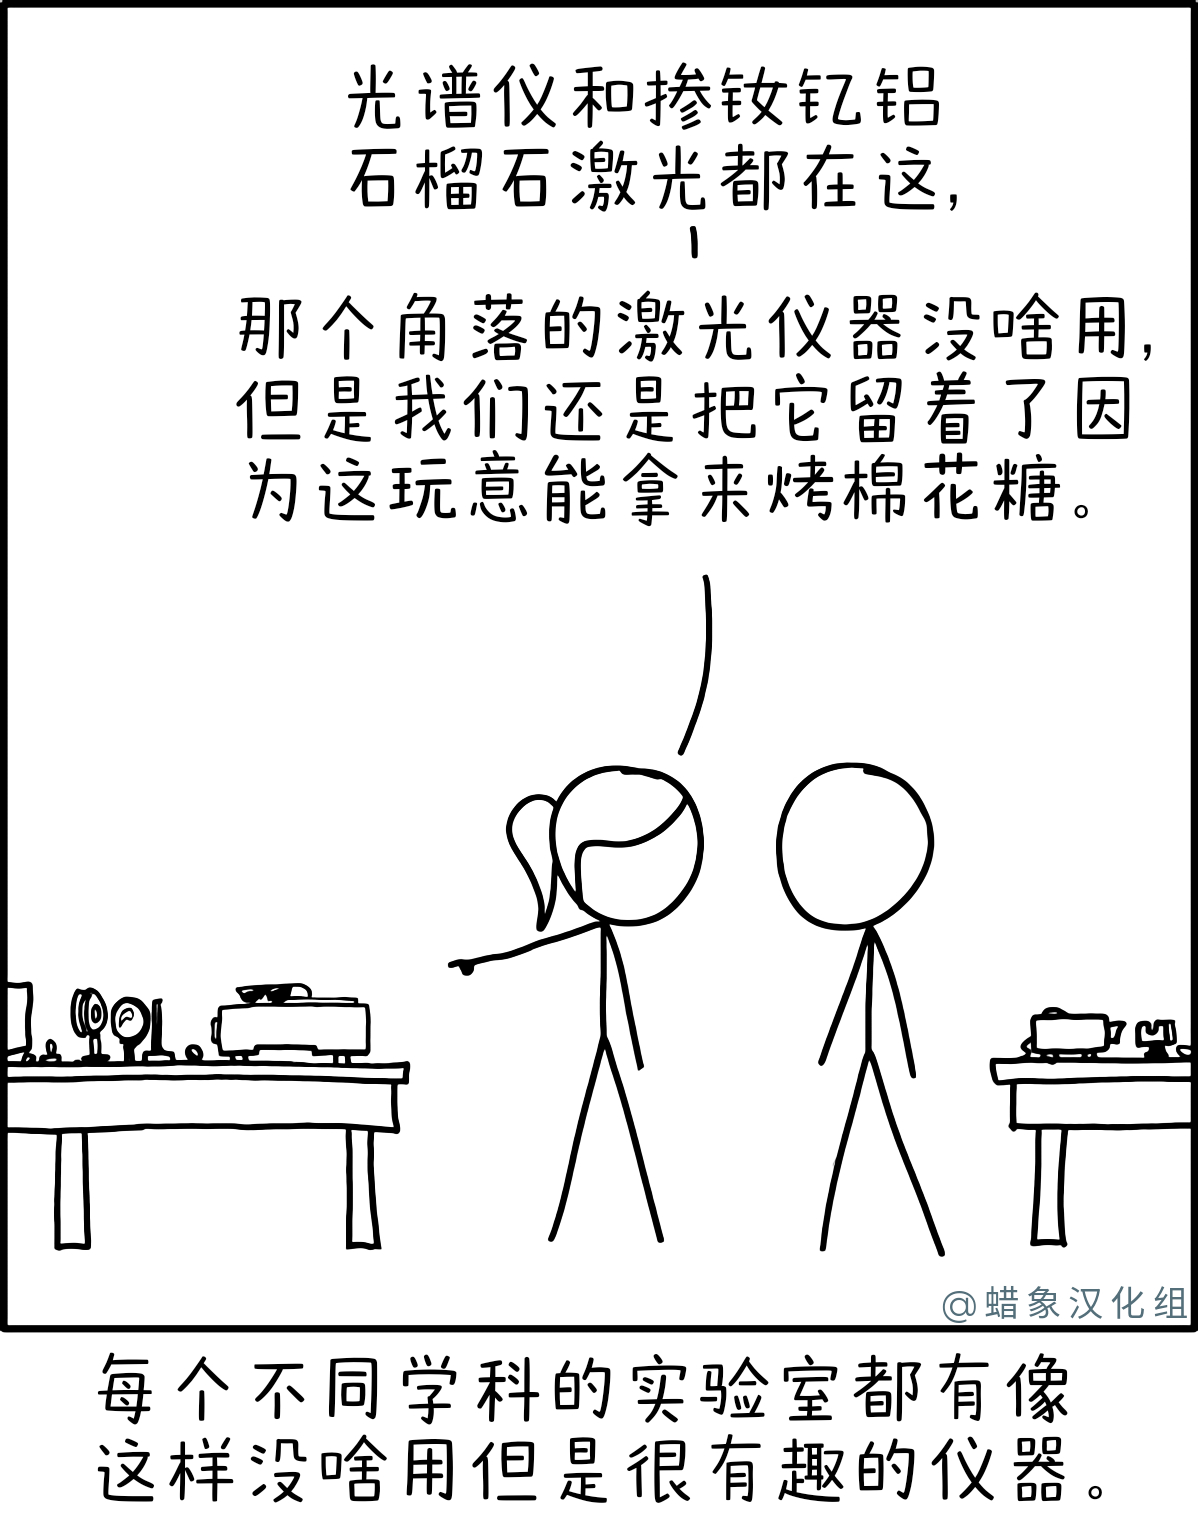 光谱仪和掺钕钇铝
石榴石激光都在这,
那个角落的激光仪器没啥用,
但是我们还是把它留着了因
为这玩意能拿来烤棉花糖。
@蜡象汉化组
每个不同学科的实验室都有像
这样没啥用但是很有趣的仪器。